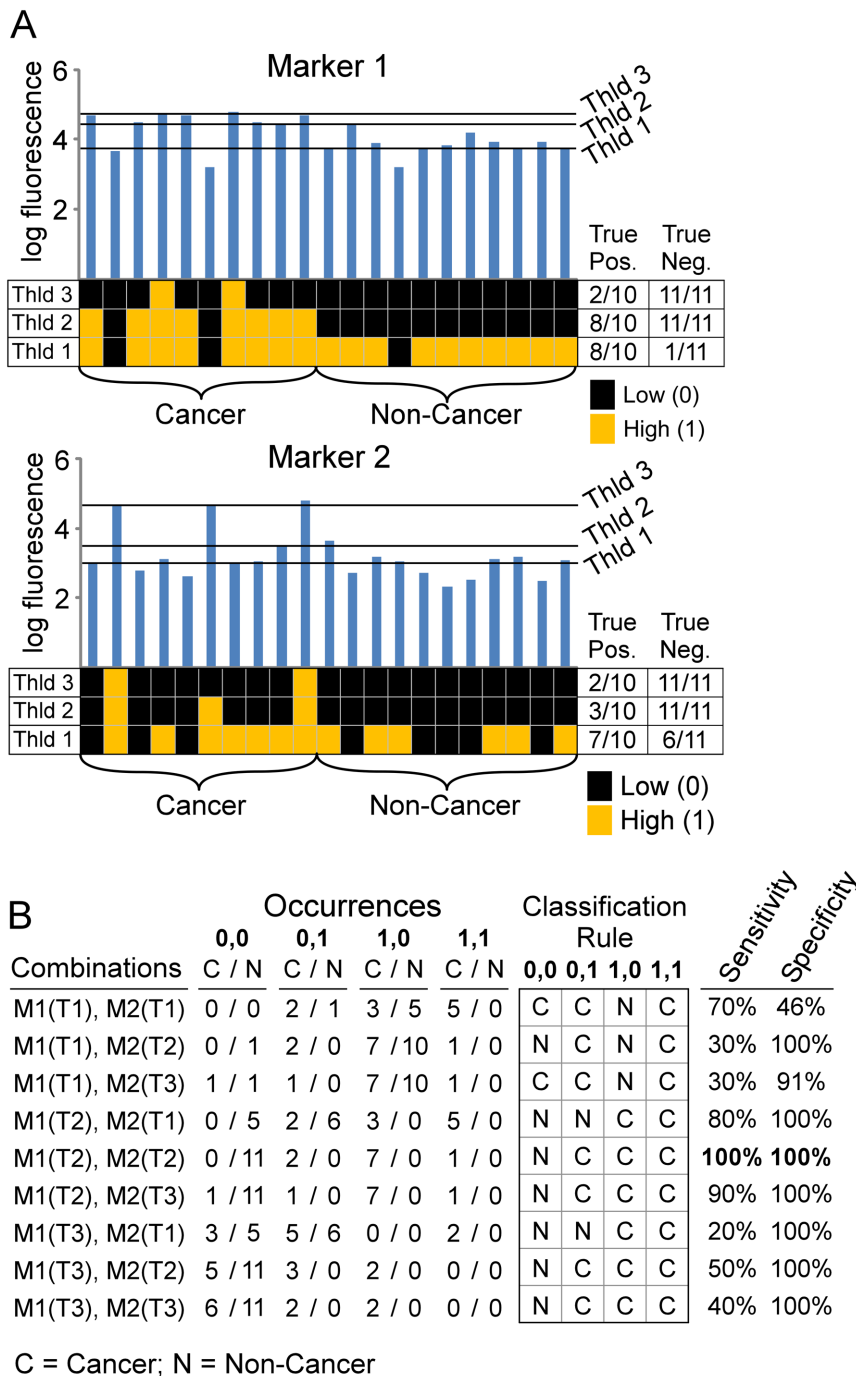 A
Marker 1
log fluorescence
6
4
2
Thld 3
Thld 2
Thld 1
True Pos.
True Neg.
Thld 3
2/10
11/11
Thld 2
8/10
11/11
Thld 1
8/10
1/11
Cancer
Non-Cancer
Low (0)
High (1)
Marker 2
log fluorescence
6
4
2
Thld 3
Thld 2
Thld 1
True Pos.
True Neg.
Thld 3
2/10
11/11
Thld 2
3/10
11/11
Thld 1
7/10
6/11
Cancer
Non-Cancer
Low (0)
High (1)
B
Occurrences
Classification Rule
Sensitivity
Specificity
0,0 0,1 1,0 1,1
Combinations C / N C / N C / N C / N 0,0 0,1 1,0 1,1
M1(T1), M2(T1) 0 / 0 2 / 1 3 / 5 5 / 0 C C N C 70% 46%
M1(T1), M2(T2) 0 / 1 2 / 0 7 / 10 1 / 0 N C N C 30% 100%
M1(T1), M2(T3) 1 / 1 1 / 0 7 / 10 1 / 0 C C N C 30% 91%
M1(T2), M2(T1) 0 / 5 2 / 6 3 / 0 5 / 0 N N C C 80% 100%
M1(T2), M2(T2) 0 / 11 2 / 0 7 / 0 1 / 0 N C C C 100% 100%
M1(T2), M2(T3) 1 / 11 1 / 0 7 / 0 1 / 0 N C C C 90% 100%
M1(T3), M2(T1) 3 / 5 5 / 6 0 / 0 2 / 0 N N C C 20% 100%
M1(T3), M2(T2) 5 / 11 3 / 0 2 / 0 0 / 0 N C C C 50% 100%
M1(T3), M2(T3) 6 / 11 2 / 0 2 / 0 0 / 0 N C C C 40% 100%
C = Cancer; N = Non-Cancer